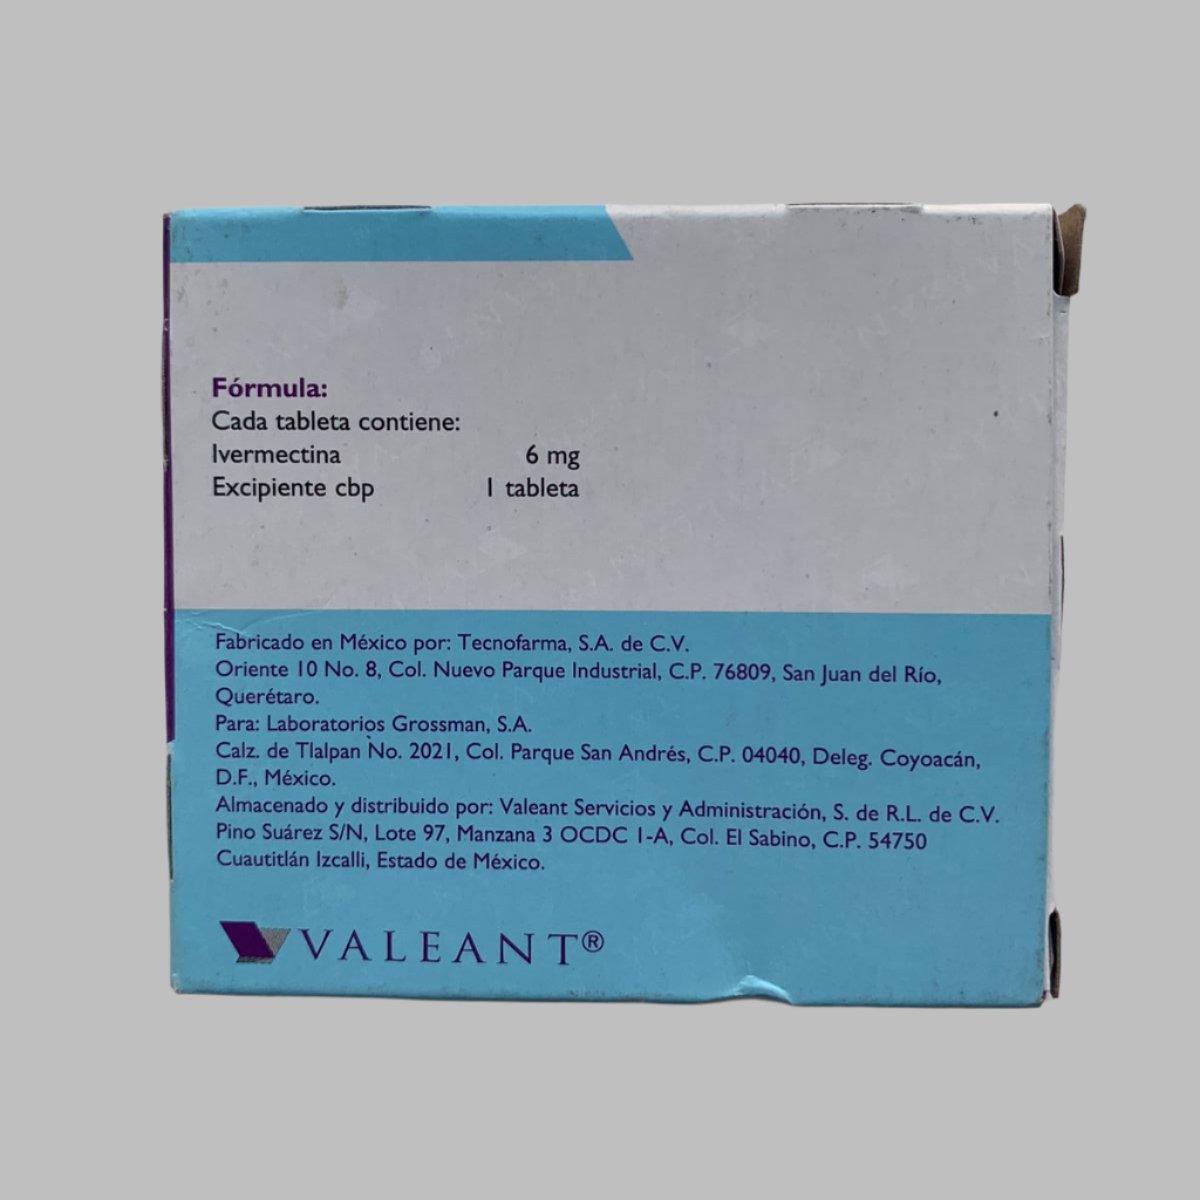 Fórmula:
Cada tableta contiene:
Ivermectina 6 mg
Excipiente cbp 1 tableta
Fabricado en México por: Tecnofarma, S.A. de C.V.
Oriente 10 No. 8, Col. Nuevo Parque Industrial, C.P. 76809, San Juan del Río,
Querétaro.
Para: Laboratorios Grossman, S.A.
Calz. de Tlalpan No. 2021, Col. Parque San Andrés, C.P. 04040, Deleg. Coyoacán,
D.F., México.
Almacenado y distribuido por: Valeant Servicios y Administración, S. de R.L. de C.V.
Pino Suárez S/N, Lote 97, Manzana 3 OCDC 1-A, Col. El Sabino, C.P. 54750
Cuautitlán Izcalli, Estado de México.
VALEANT®